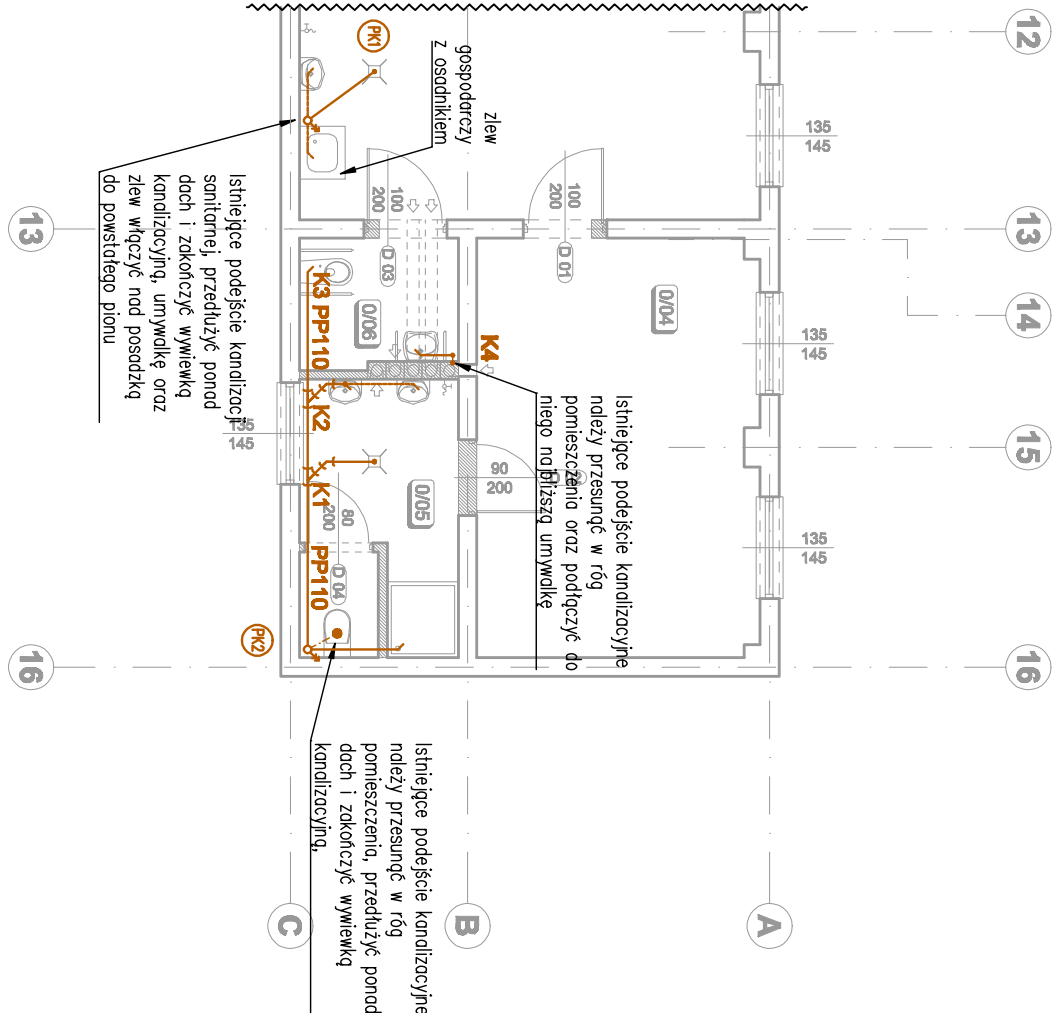 12
13
14
15
16
13
16
A
B
C
135
145
135
145
135
145
135
145
100
200
100
200
90
200
80
200
D 01
D 03
D 04
0/04
0/05
0/06
PK1
PK2
K1
K2
K3 PP110
K4
PP110
zlew
gospodarczy
z osadnikiem
Istniejące podejście kanalizacji
sanitarnej, przedłużyć ponad
dach i zakończyć wywiewką
kanalizacyjną, umywalkę oraz
zlew włączyć nad posadzką
do powstałego pionu
Istniejące podejście kanalizacyjne
należy przesunąć w róg
pomieszczenia oraz podłączyć do
niego najbliższą umywalkę
Istniejące podejście kanalizacyjne
należy przesunąć w róg
pomieszczenia, przedłużyć ponad
dach i zakończyć wywiewką
kanalizacyjną,